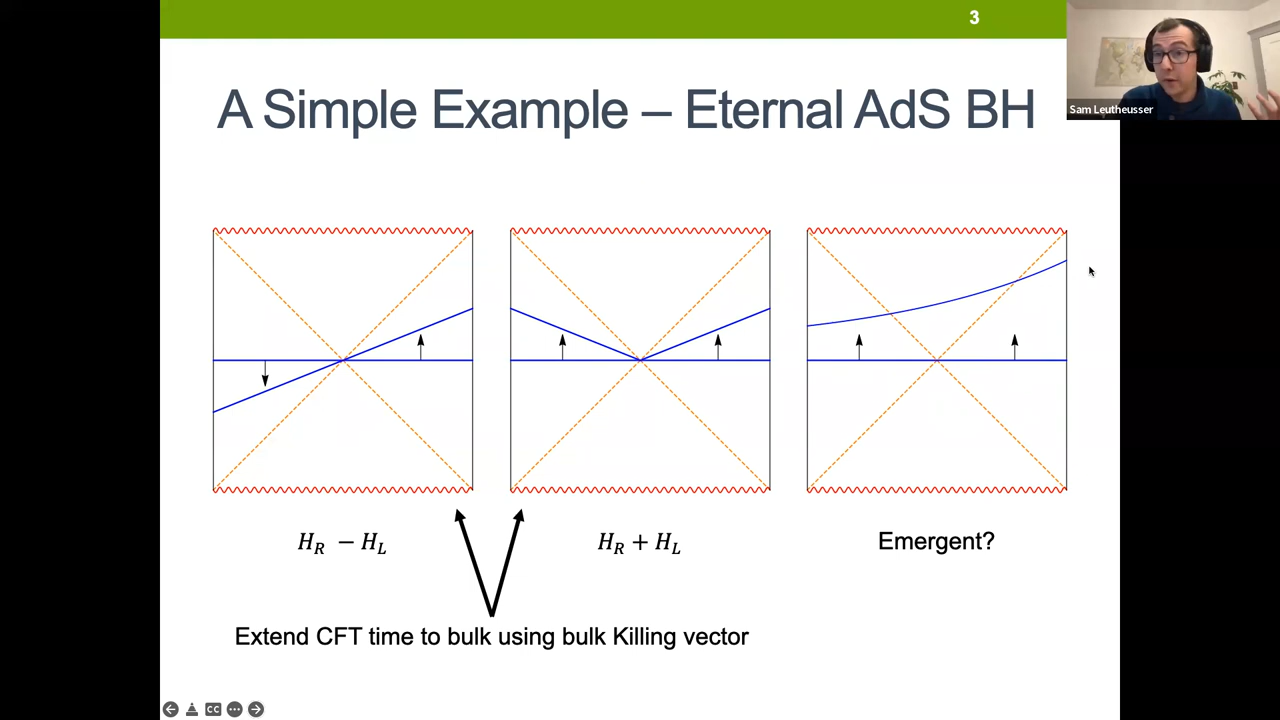 3
A Simple Example – Eternal AdS BH
Sam Leutheusser
H_R − H_L
H_R + H_L
Emergent?
Extend CFT time to bulk using bulk Killing vector
CC